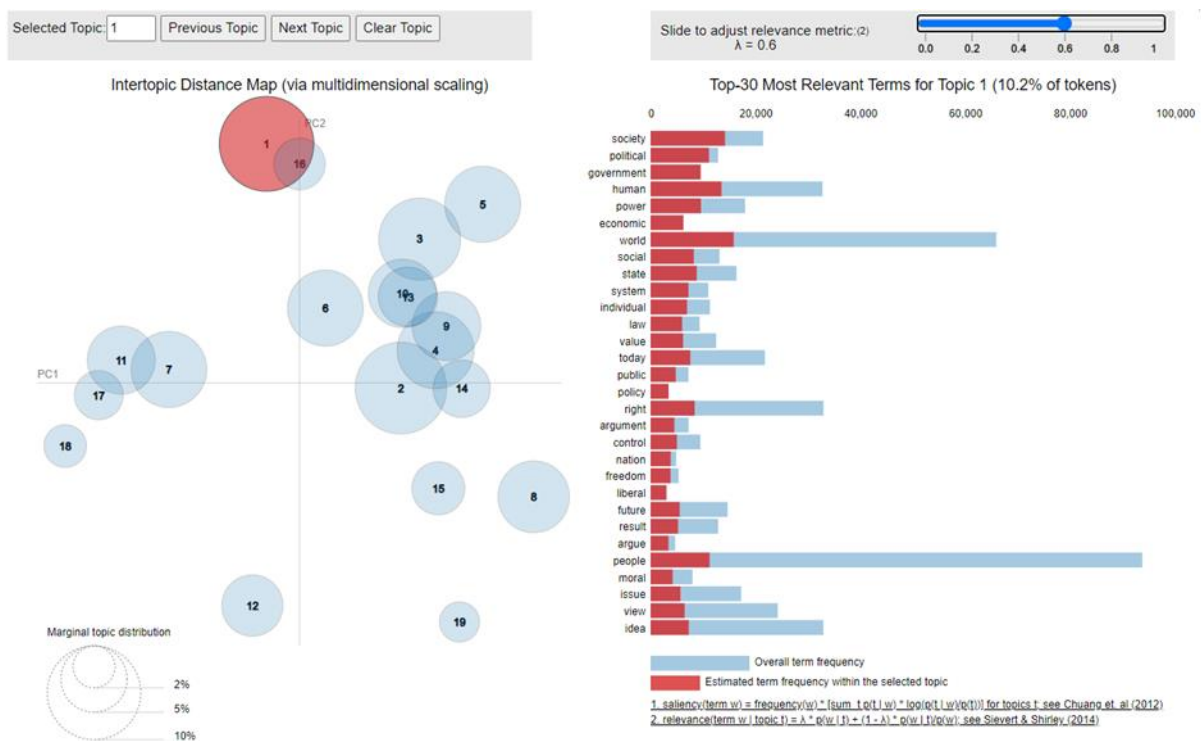 Selected Topic: 1 Previous Topic Next Topic Clear Topic
Slide to adjust relevance metric:(2)
λ = 0.6
0.0 0.2 0.4 0.6 0.8 1
Intertopic Distance Map (via multidimensional scaling)
PC2
1
16
5
3
10
13
6
9
4
11
7
PC1
2
14
17
18
15
8
12
19
Marginal topic distribution
2%
5%
10%
Top-30 Most Relevant Terms for Topic 1 (10.2% of tokens)
0 20,000 40,000 60,000 80,000 100,000
society
political
government
human
power
economic
world
social
state
system
individual
law
value
today
public
policy
right
argument
control
nation
freedom
liberal
future
result
argue
people
moral
issue
view
idea
Overall term frequency
Estimated term frequency within the selected topic
1. saliency(term w) = frequency(w) * [sum_t p(t | w) * log(p(t | w)/p(t))] for topics t; see Chuang et. al (2012)
2. relevance(term w | topic t) = λ * p(w | t) + (1 - λ) * p(w | t)/p(w); see Sievert & Shirley (2014)